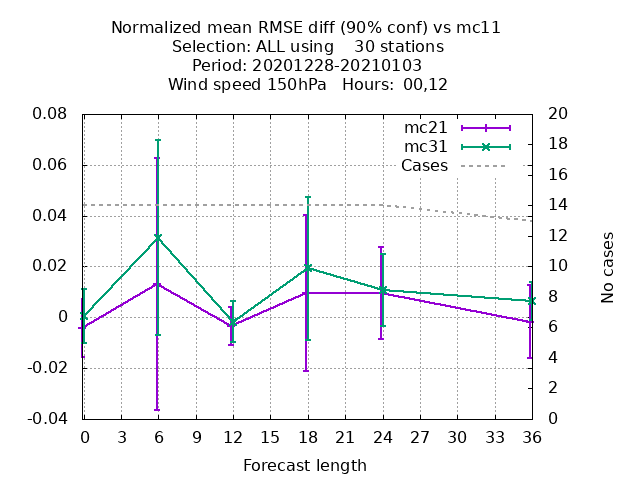 Normalized mean RMSE diff (90% conf) vs mc11
Selection: ALL using    30 stations
Period: 20201228-20210103
Wind speed 150hPa   Hours:  00,12
mc21
mc31
Cases
0.08
0.06
0.04
0.02
0
-0.02
-0.04
20
18
16
14
12
10
8
6
4
2
0
No cases
0 3 6 9 12 15 18 21 24 27 30 33 36
Forecast length